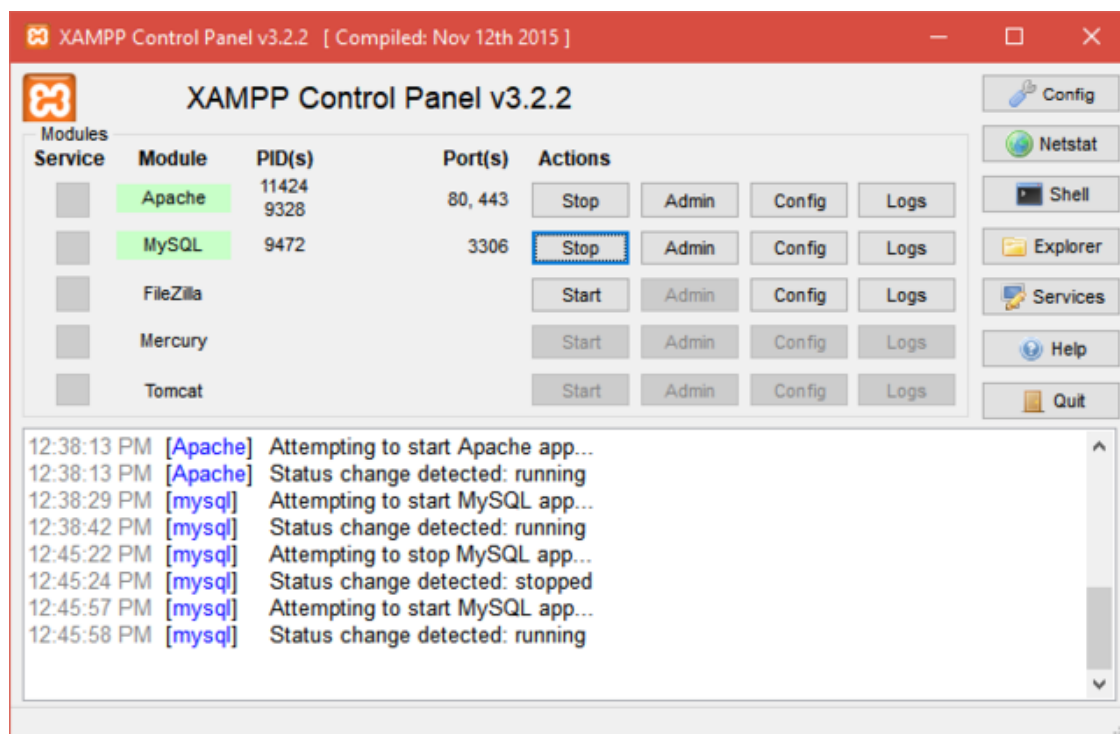 XAMPP Control Panel v3.2.2 [ Compiled: Nov 12th 2015 ]
XAMPP Control Panel v3.2.2
Config
Modules
Netstat
Service Module PID(s) Port(s) Actions
Apache 11424 9328 80, 443 Stop Admin Config Logs
Shell
MySQL 9472 3306 Stop Admin Config Logs
Explorer
FileZilla Start Admin Config Logs
Services
Mercury Start Admin Config Logs
Help
Tomcat Start Admin Config Logs
Quit
12:38:13 PM [Apache] Attempting to start Apache app...
12:38:13 PM [Apache] Status change detected: running
12:38:29 PM [mysql] Attempting to start MySQL app...
12:38:42 PM [mysql] Status change detected: running
12:45:22 PM [mysql] Attempting to stop MySQL app...
12:45:24 PM [mysql] Status change detected: stopped
12:45:57 PM [mysql] Attempting to start MySQL app...
12:45:58 PM [mysql] Status change detected: running